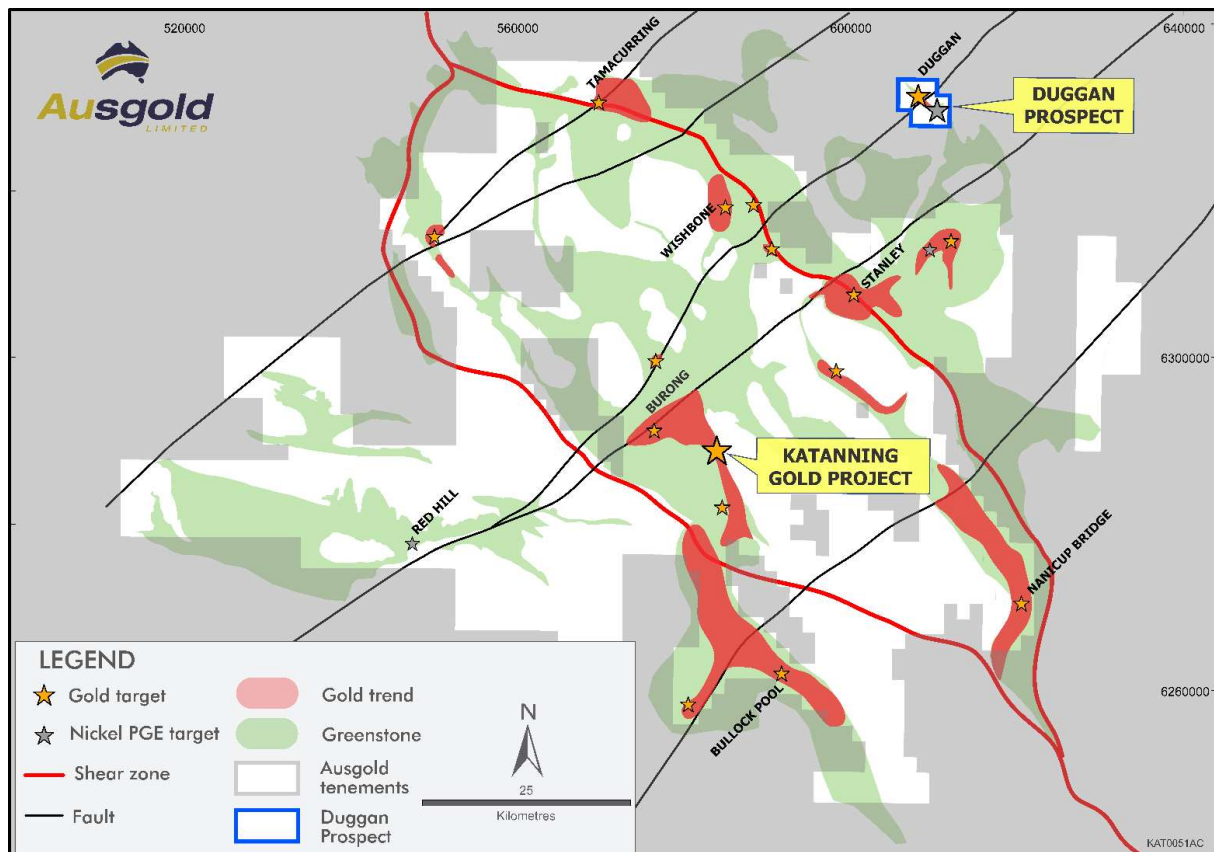 520000
560000
600000
640000
Ausgold
LIMITED
TAMACURRING
DUGGAN
DUGGAN
PROSPECT
WISHBONE
STANLEY
6300000
BURONG
KATANNING
GOLD PROJECT
RED HILL
NANICUP BRIDGE
6260000
BULLOCK POOL
LEGEND
Gold target
Gold trend
Nickel PGE target
Greenstone
Shear zone
Ausgold
tenements
Fault
Duggan
Prospect
N
25
Kilometres
KAT0051AC